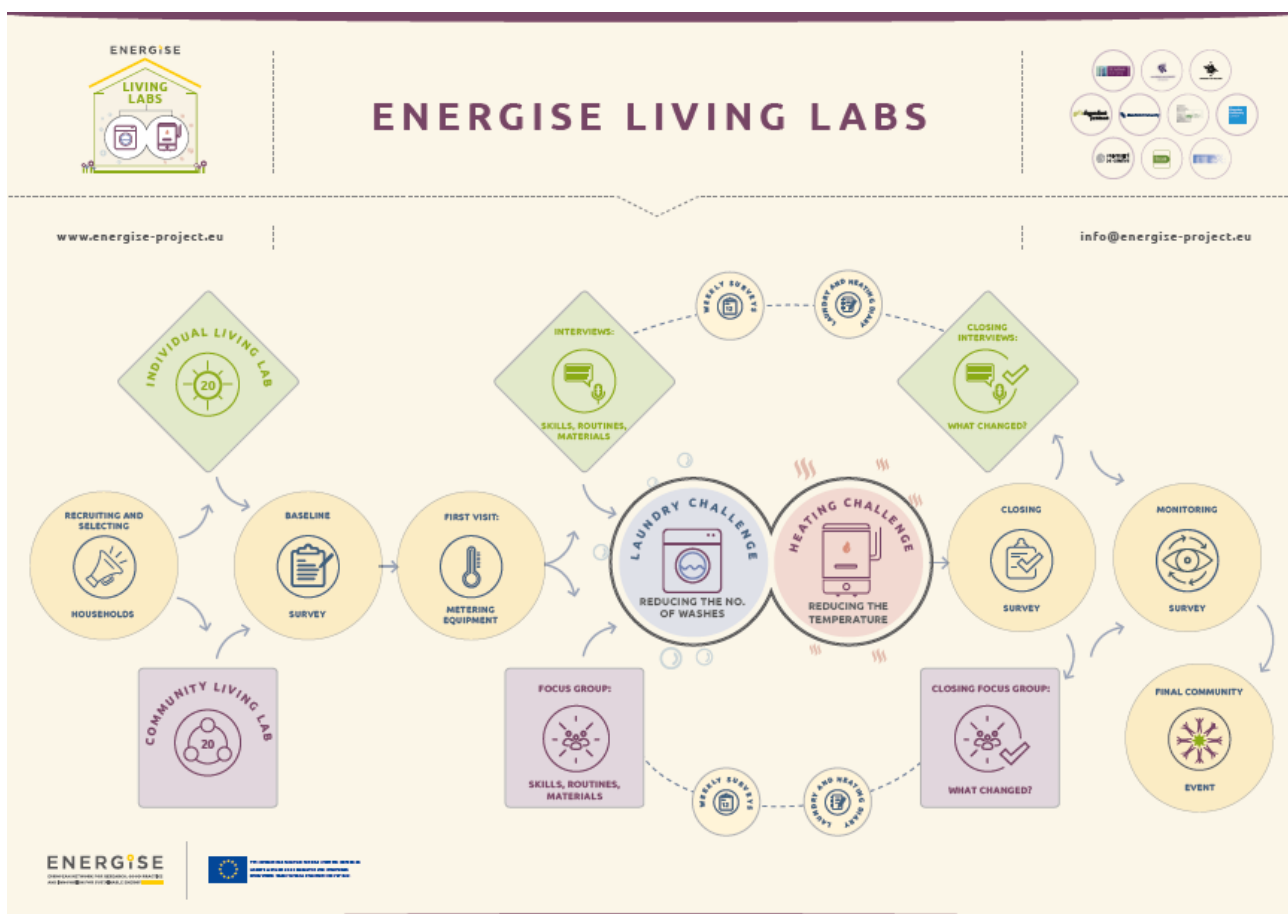 ENERGISE
LIVING
LABS
ENERGISE LIVING LABS
www.energise-project.eu
info@energise-project.eu
INDIVIDUAL LIVING LAB
20
INTERVIEWS:
SKILLS, ROUTINES,
MATERIALS
WEEKLY SURVEYS
LAUNDRY AND HEATING DIARY
CLOSING
INTERVIEWS:
WHAT CHANGED?
RECRUITING AND
SELECTING
HOUSEHOLDS
BASELINE
SURVEY
FIRST VISIT:
METERING
EQUIPMENT
LAUNDRY CHALLENGE
REDUCING THE NO.
OF WASHES
HEATING CHALLENGE
REDUCING THE
TEMPERATURE
CLOSING
SURVEY
MONITORING
SURVEY
COMMUNITY LIVING LAB
20
FOCUS GROUP:
SKILLS, ROUTINES,
MATERIALS
WEEKLY SURVEYS
LAUNDRY AND HEATING DIARY
CLOSING FOCUS GROUP:
WHAT CHANGED?
FINAL COMMUNITY
EVENT
ENERGISE